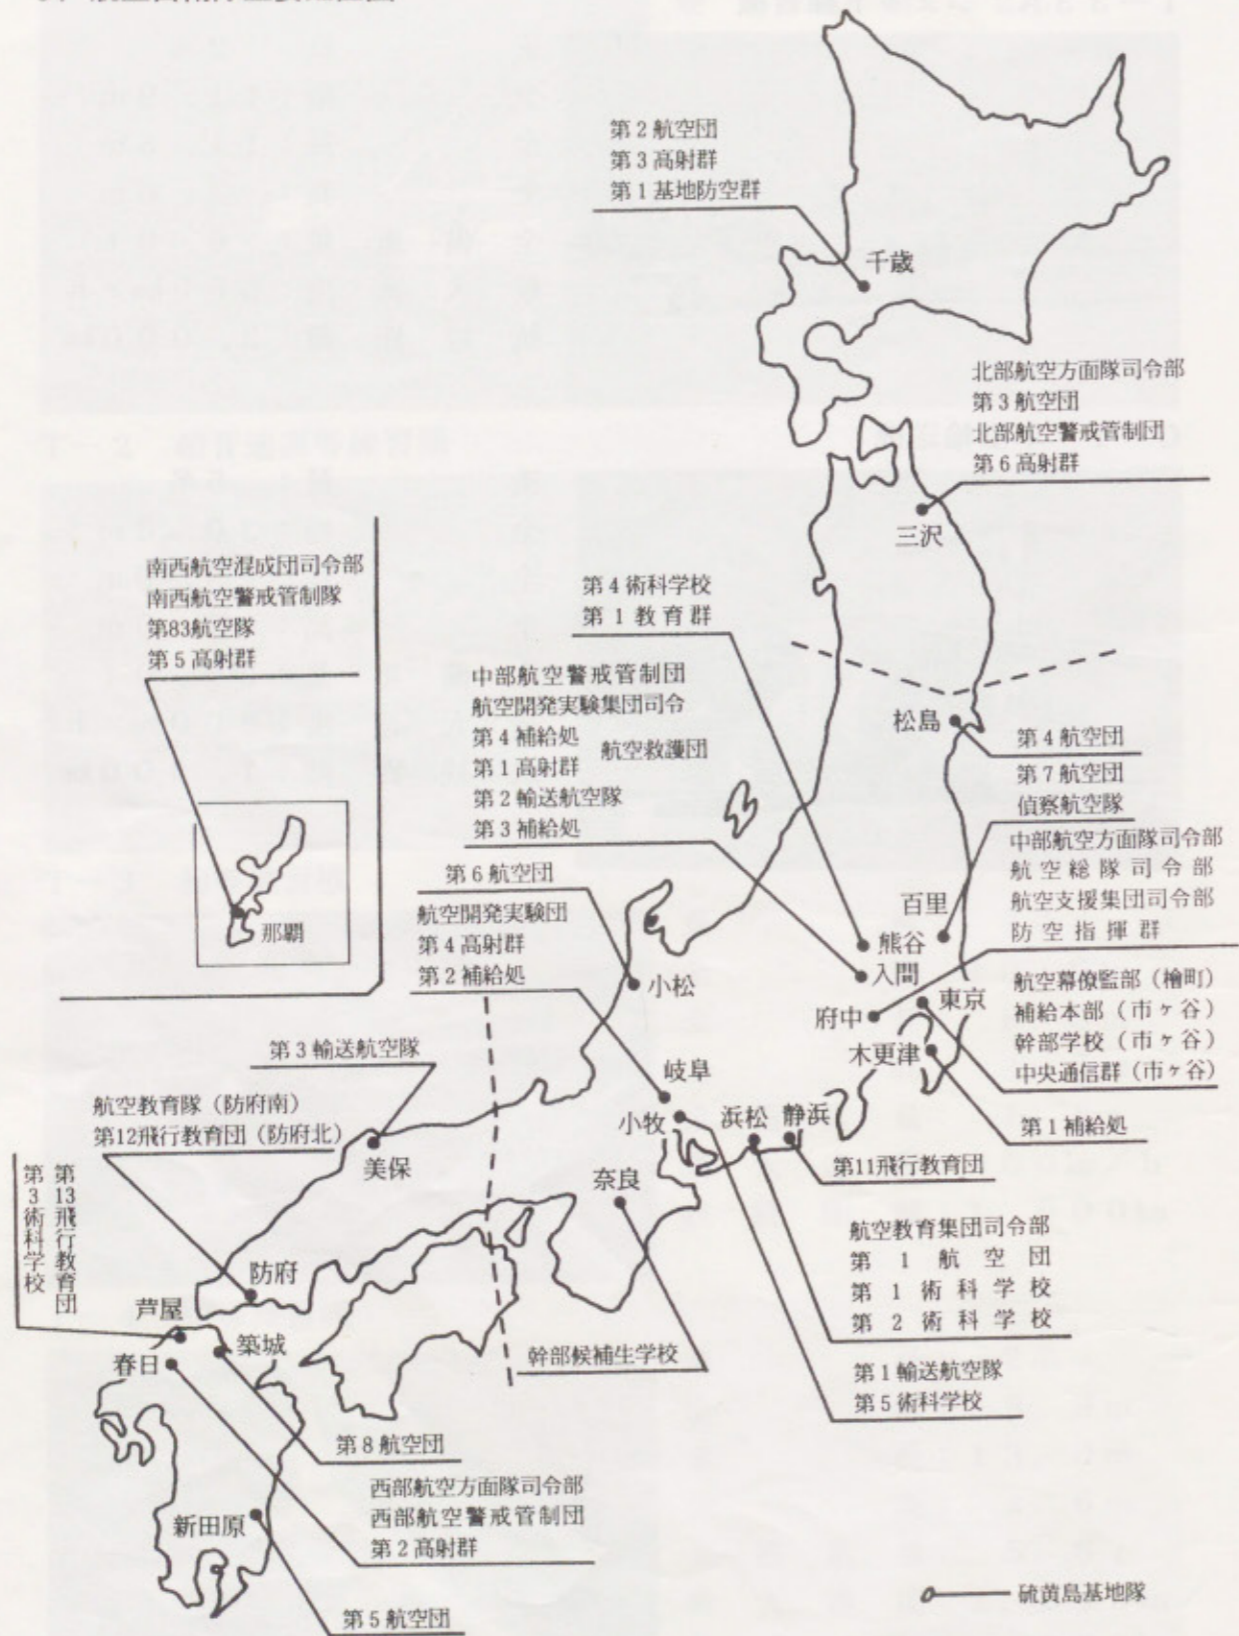 第２航空団
第３高射群
第１基地防空群
千歳
北部航空方面隊司令部
第３航空団
北部航空警戒管制団
第６高射群
三沢
南西航空混成団司令部
南西航空警戒管制隊
第83航空隊
第５高射群
那覇
第４術科学校
第１教育群
中部航空警戒管制団
航空開発実験集団司令
第４補給処
航空救護団
第１高射群
第２輸送航空隊
第３補給処
松島
第４航空団
第７航空団
偵察航空隊
中部航空方面隊司令部
航空総隊司令部
航空支援集団司令部
防空指揮群
百里
熊谷
入間
府中
東京
木更津
航空幕僚監部（檜町）
補給本部（市ヶ谷）
幹部学校（市ヶ谷）
中央通信群（市ヶ谷）
第１補給処
第６航空団
航空開発実験団
第４高射群
第２補給処
小松
岐阜
小牧
浜松
静浜
第11飛行教育団
第３輸送航空隊
航空教育隊（防府南）
第12飛行教育団（防府北）
美保
奈良
第13飛行教育団
第３術科学校
防府
芦屋
築城
春日
幹部候補生学校
航空教育集団司令部
第１航空団
第１術科学校
第２術科学校
第１輸送航空隊
第５術科学校
第８航空団
西部航空方面隊司令部
西部航空警戒管制団
第２高射群
新田原
第５航空団
硫黄島基地隊